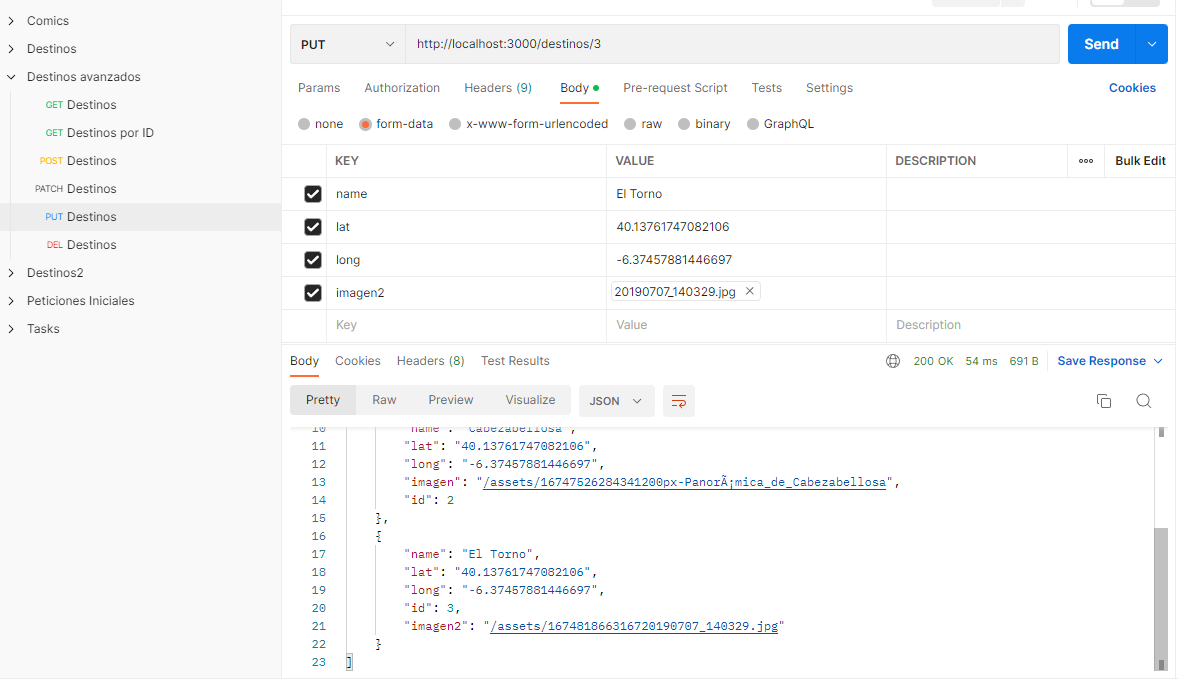 Comics
Destinos
Destinos avanzados
GET Destinos
GET Destinos por ID
POST Destinos
PATCH Destinos
PUT Destinos
DEL Destinos
Destinos2
Peticiones Iniciales
Tasks
PUT http://localhost:3000/destinos/3 Send
Params Authorization Headers (9) Body Pre-request Script Tests Settings Cookies
none form-data x-www-form-urlencoded raw binary GraphQL
KEY VALUE DESCRIPTION ooo Bulk Edit
name El Torno
lat 40.13761747082106
long -6.37457881446697
imagen2 20190707_140329.jpg
Key Value Description
Body Cookies Headers (8) Test Results 200 OK 54 ms 691 B Save Response
Pretty Raw Preview Visualize JSON
10 "name": "Cabezabellosa",
11 "lat": "40.13761747082106",
12 "long": "-6.37457881446697",
13 "imagen": "/assets/16747526284341200px-PanorÃ¡mica_de_Cabezabellosa",
14 "id": 2
15 },
16 {
17 "name": "El Torno",
18 "lat": "40.13761747082106",
19 "long": "-6.37457881446697",
20 "id": 3,
21 "imagen2": "/assets/167481866316720190707_140329.jpg"
22 }
23 ]